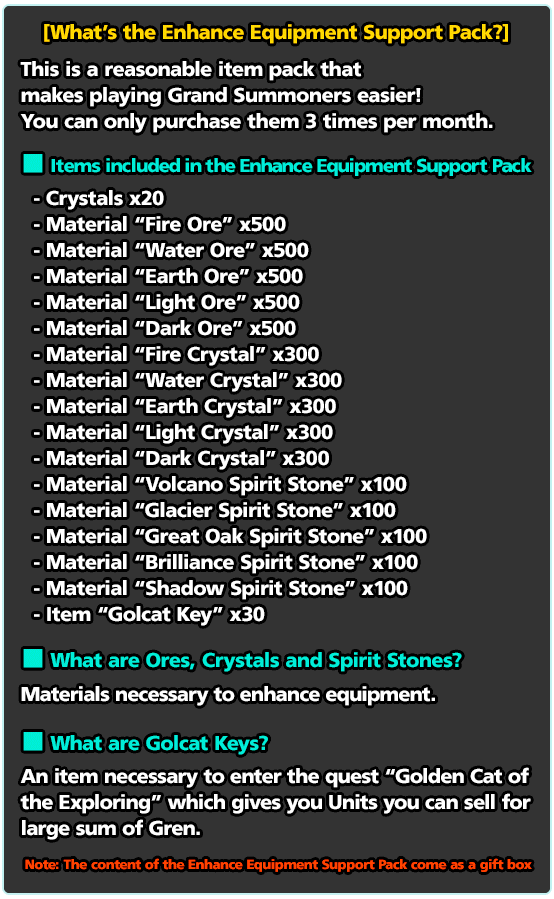 [What's the Enhance Equipment Support Pack?]
This is a reasonable item pack that
makes playing Grand Summoners easier!
You can only purchase them 3 times per month.
■ Items included in the Enhance Equipment Support Pack
- Crystals x20
- Material “Fire Ore” x500
- Material “Water Ore” x500
- Material “Earth Ore” x500
- Material “Light Ore” x500
- Material “Dark Ore” x500
- Material “Fire Crystal” x300
- Material “Water Crystal” x300
- Material “Earth Crystal” x300
- Material “Light Crystal” x300
- Material “Dark Crystal” x300
- Material “Volcano Spirit Stone” x100
- Material “Glacier Spirit Stone” x100
- Material “Great Oak Spirit Stone” x100
- Material “Brilliance Spirit Stone” x100
- Material “Shadow Spirit Stone” x100
- Item “Golcat Key” x30
■ What are Ores, Crystals and Spirit Stones?
Materials necessary to enhance equipment.
■ What are Golcat Keys?
An item necessary to enter the quest “Golden Cat of
the Exploring” which gives you Units you can sell for
large sum of Gren.
Note: The content of the Enhance Equipment Support Pack come as a gift box